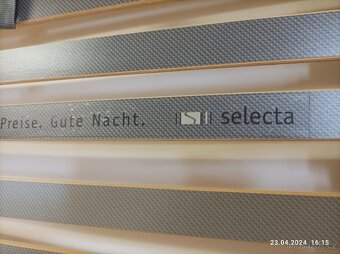 Preise. Gute Nacht. S selecta
23.04.2024 16:15